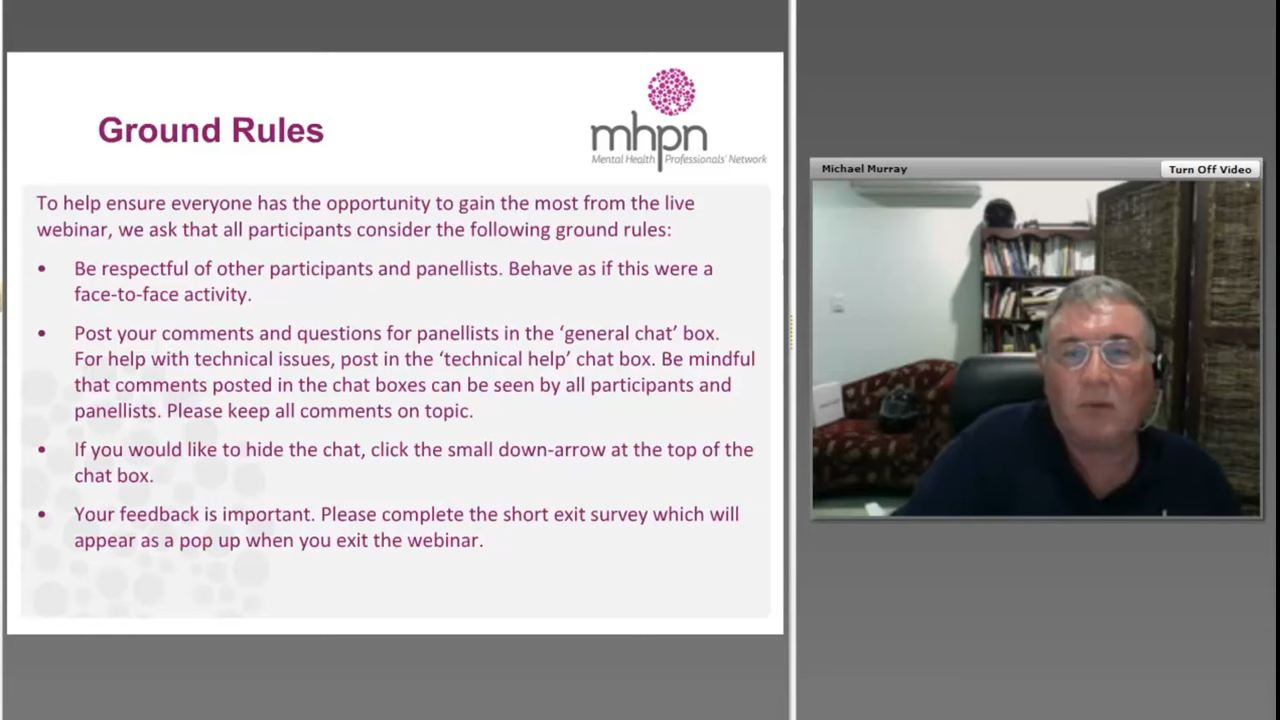 Ground Rules
mhpn
Mental Health Professionals' Network
To help ensure everyone has the opportunity to gain the most from the live
webinar, we ask that all participants consider the following ground rules:
• Be respectful of other participants and panellists. Behave as if this were a
face-to-face activity.
• Post your comments and questions for panellists in the ‘general chat’ box.
For help with technical issues, post in the ‘technical help’ chat box. Be mindful
that comments posted in the chat boxes can be seen by all participants and
panellists. Please keep all comments on topic.
• If you would like to hide the chat, click the small down-arrow at the top of the
chat box.
• Your feedback is important. Please complete the short exit survey which will
appear as a pop up when you exit the webinar.
Michael Murray
Turn Off Video